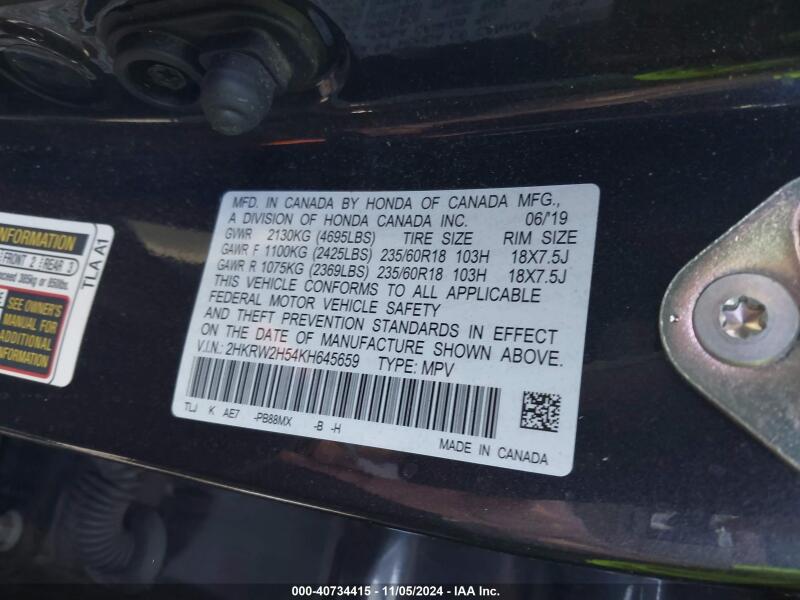 MFD. IN CANADA BY HONDA OF CANADA MFG.,
A DIVISION OF HONDA CANADA INC. 06/'19
GVWR 2130KG (4695LBS) TIRE SIZE RIM SIZE
GAWR F 1100KG (2425LBS) 235/60R18 103H 18X7.5J
GAWR R 1075KG (2369LBS) 235/60R18 103H 18X7.5J
THIS VEHICLE CONFORMS TO ALL APPLICABLE
FEDERAL MOTOR VEHICLE SAFETY
AND THEFT PREVENTION STANDARDS IN EFFECT
ON THE DATE OF MANUFACTURE SHOWN ABOVE.
V.I.N.: 2HKRW2H54KH645659 TYPE: MPV
TLJ K AE7 -PB88MX -B -H
MADE IN CANADA
INFORMATION
FRONT 2 REAR 3
exceed 385kg or 850lbs.
TLA A1
SEE OWNER'S
MANUAL FOR
ADDITIONAL
INFORMATION
000-40734415 - 11/05/2024 - IAA Inc.